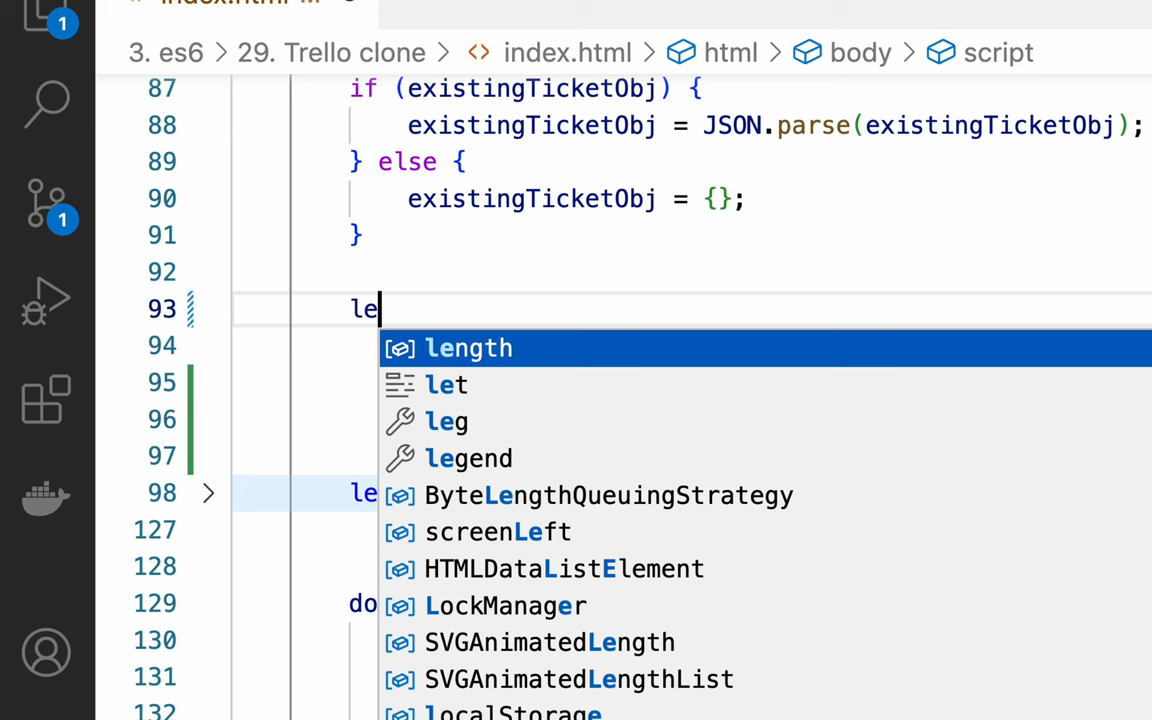 index.html M
1
3. es6 > 29. Trello clone > <> index.html > html > body > script
87 if (existingTicketObj) {
88 existingTicketObj = JSON.parse(existingTicketObj);
89 } else {
90 existingTicketObj = {};
91 }
92
93 le
94 length
95 let
96 leg
97 legend
98 > le ByteLengthQueuingStrategy
127 screenLeft
128 HTMLDataListElement
129 do LockManager
130 SVGAnimatedLength
131 SVGAnimatedLengthList
132 localStorage
1